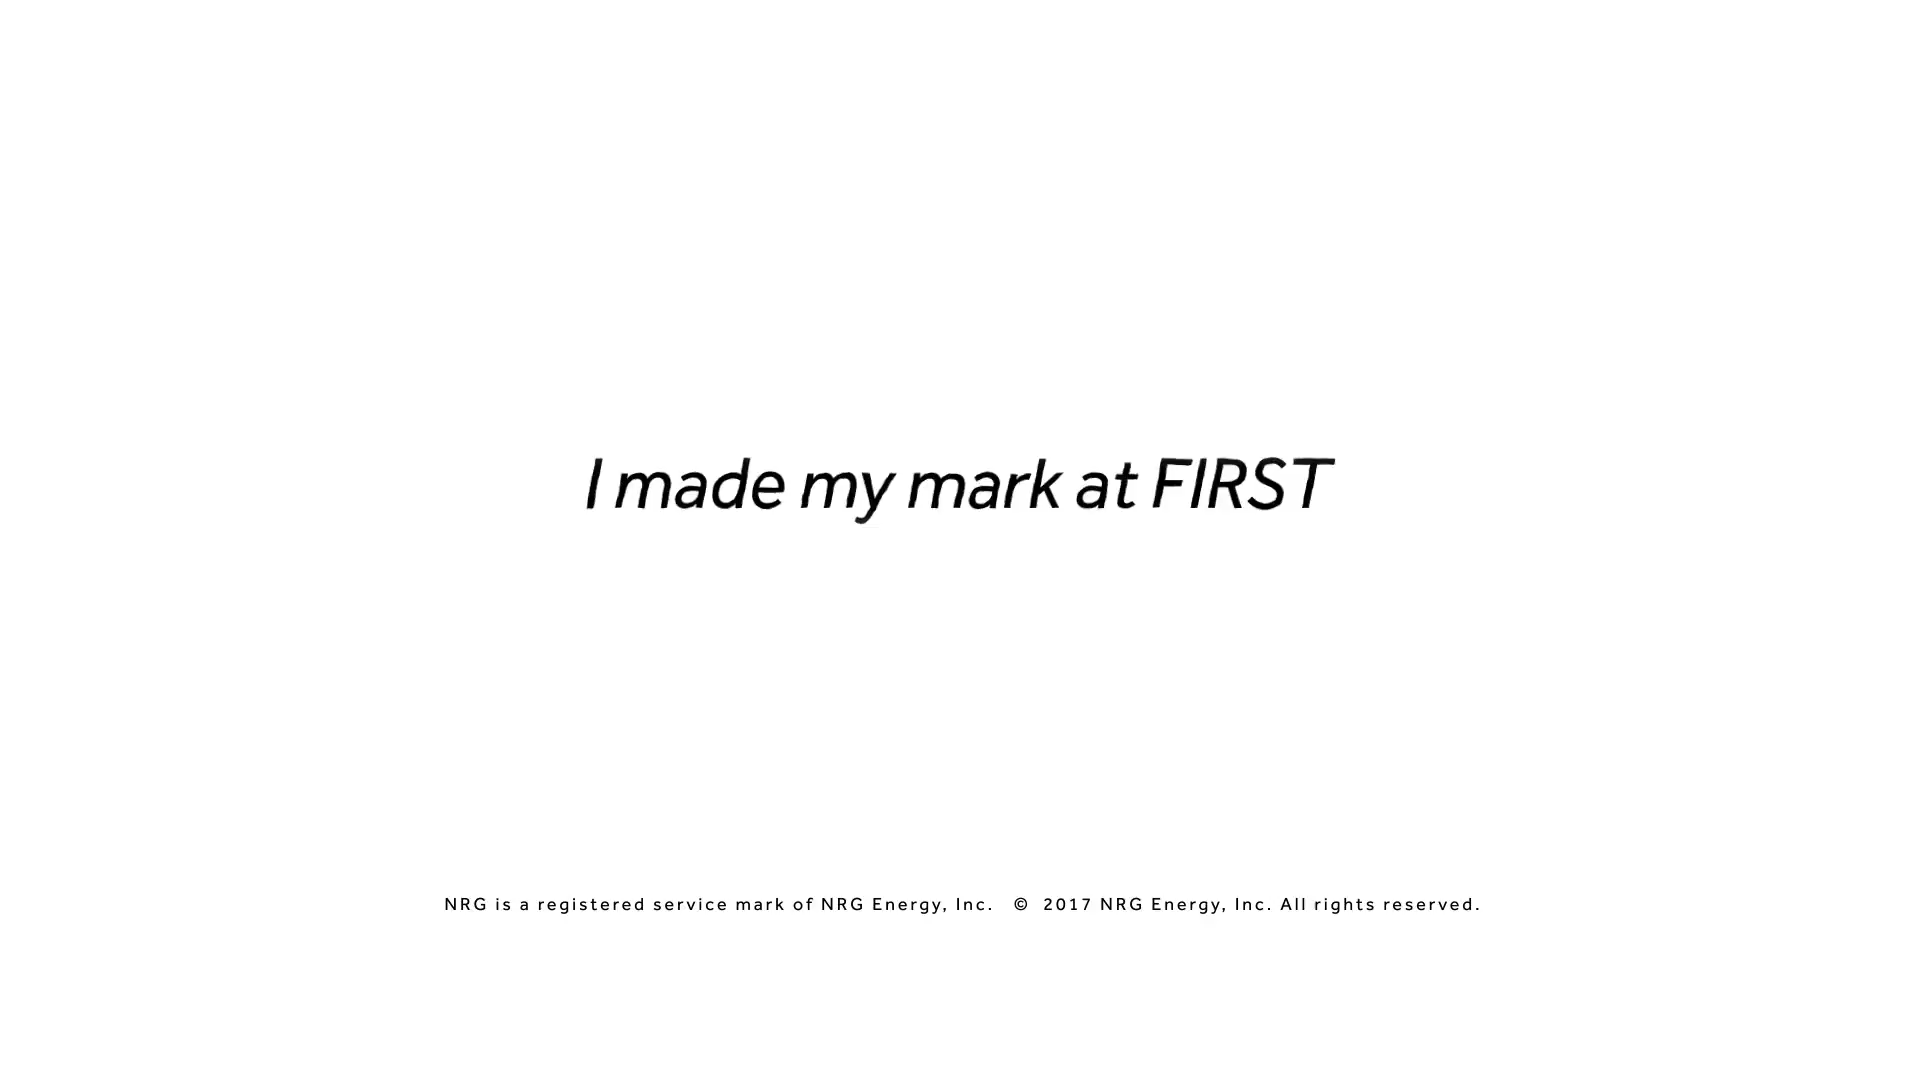 I made my mark at FIRST
NRG is a registered service mark of NRG Energy, Inc. © 2017 NRG Energy, Inc. All rights reserved.